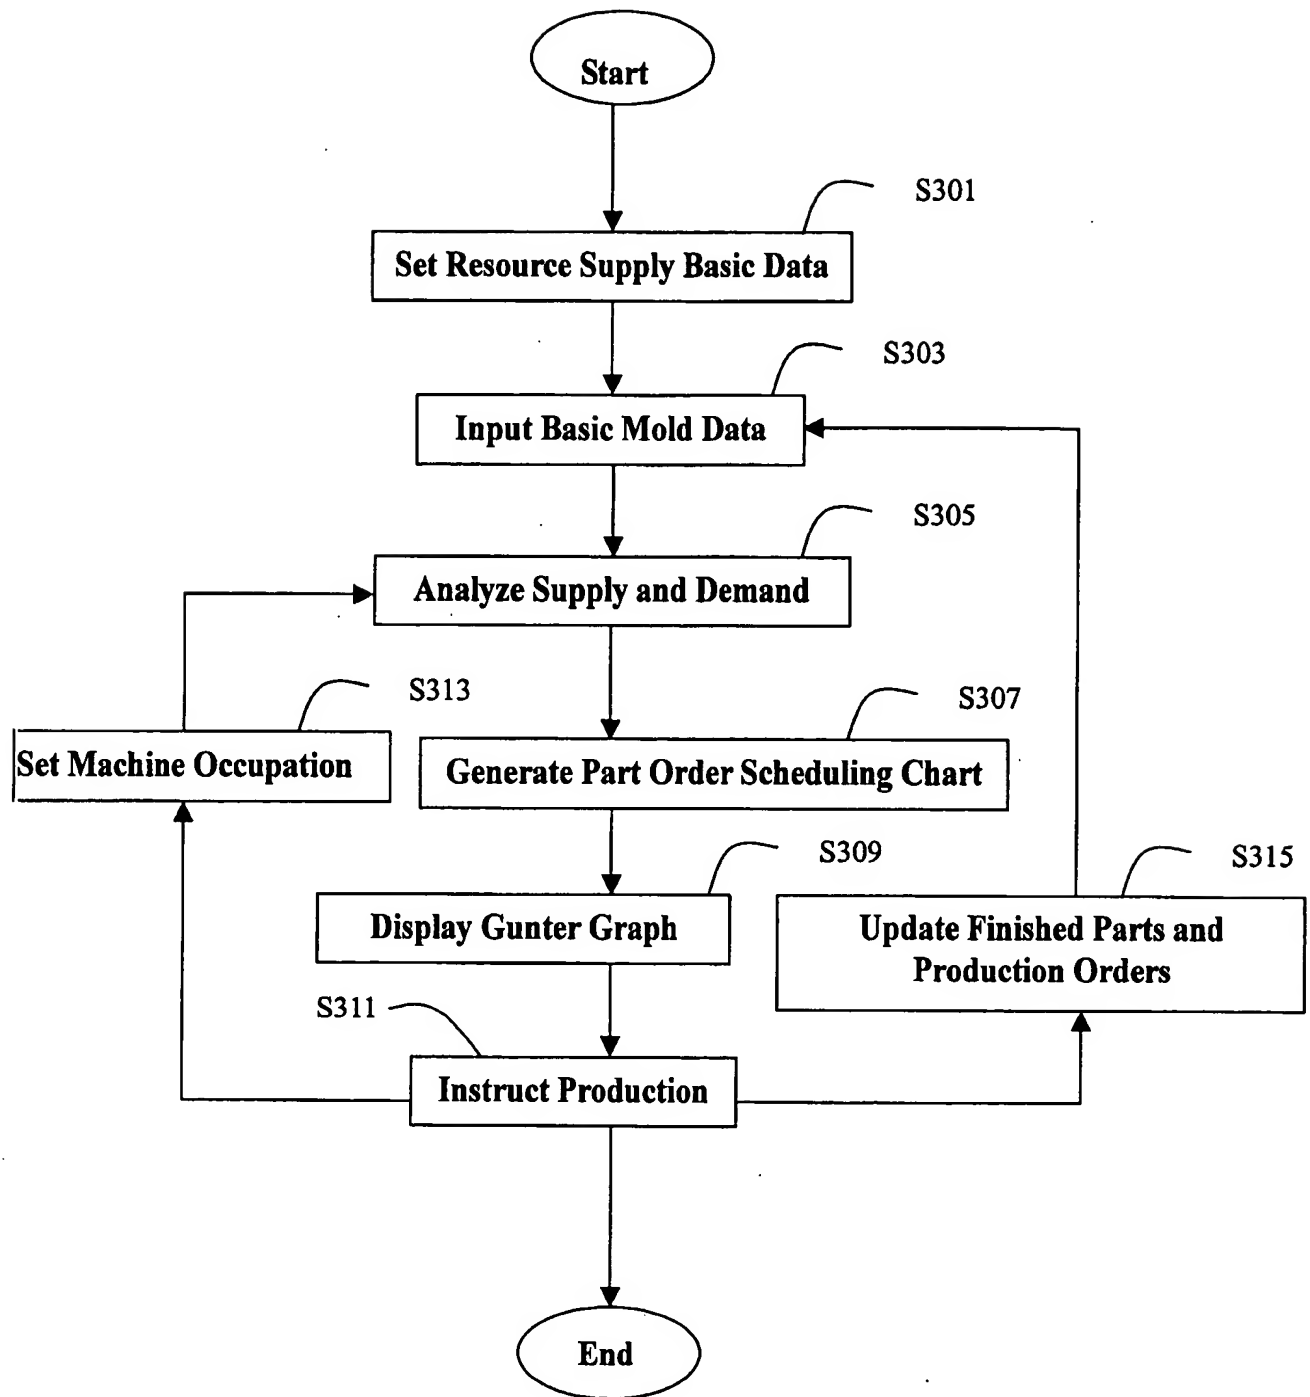 Start
S301
Set Resource Supply Basic Data
S303
Input Basic Mold Data
S305
Analyze Supply and Demand
S313
Set Machine Occupation
S307
Generate Part Order Scheduling Chart
S309
Display Gunter Graph
S315
Update Finished Parts and
Production Orders
S311
Instruct Production
End